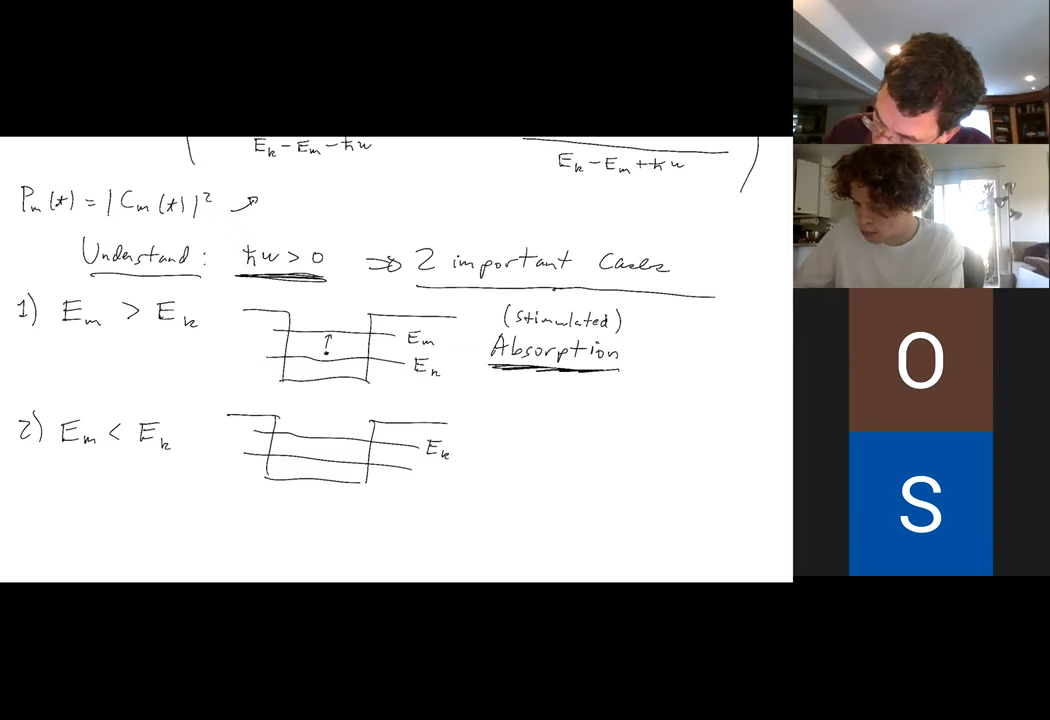 E_k - E_m - ħω
E_k - E_m + ħω
P_m(t) = |C_m(t)|²
Understand: ħω > 0 ⇒ 2 important Cases
1) E_m > E_k
E_m
E_k
(stimulated)
Absorption
2) E_m < E_k
E_k
O
S